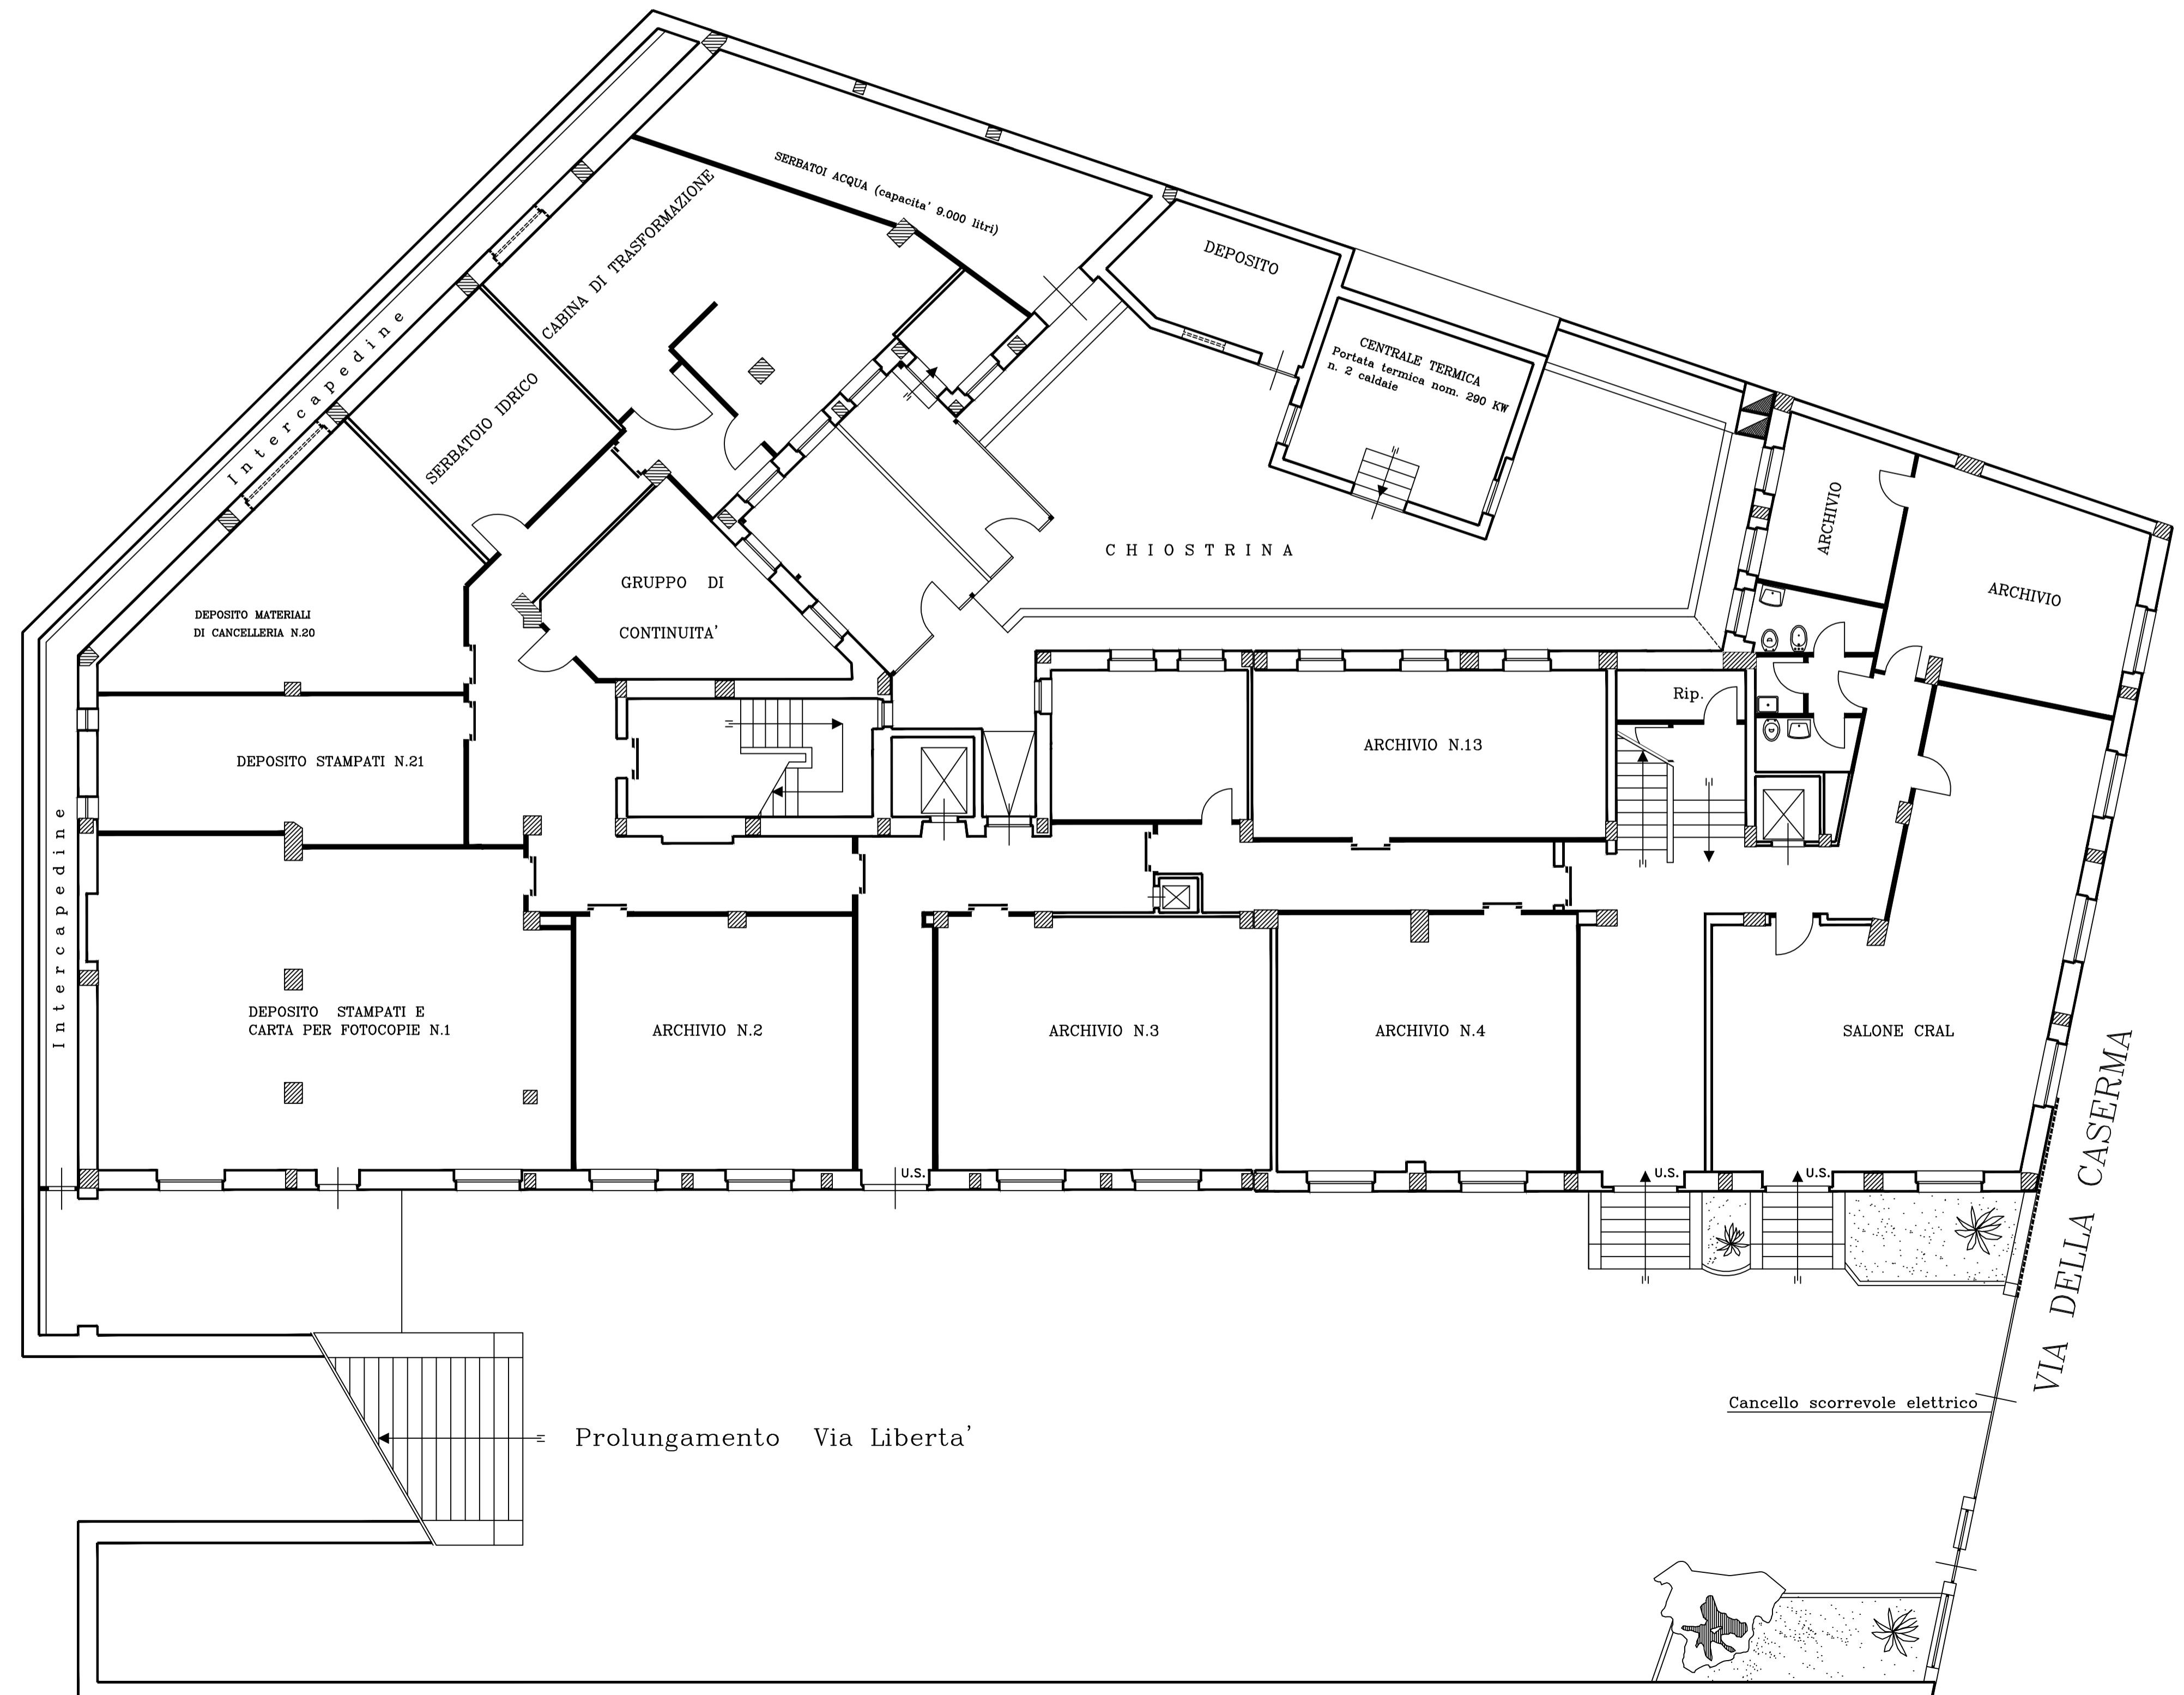 SERBATOI ACQUA (capacita' 9.000 litri)
CABINA DI TRASFORMAZIONE
DEPOSITO
CENTRALE TERMICA
Portata termica nom. 290 KW
n. 2 caldaie
Intercapedine
SERBATOIO IDRICO
ARCHIVIO
ARCHIVIO
CHIOSTRINA
GRUPPO DI
CONTINUITA'
DEPOSITO MATERIALI
DI CANCELLERIA N.20
Rip.
DEPOSITO STAMPATI N.21
ARCHIVIO N.13
Intercapedine
DEPOSITO STAMPATI E
CARTA PER FOTOCOPIE N.1
ARCHIVIO N.2
ARCHIVIO N.3
ARCHIVIO N.4
SALONE CRAL
U.S.
U.S.
U.S.
VIA DELLA CASERMA
Cancello scorrevole elettrico
Prolungamento Via Liberta'